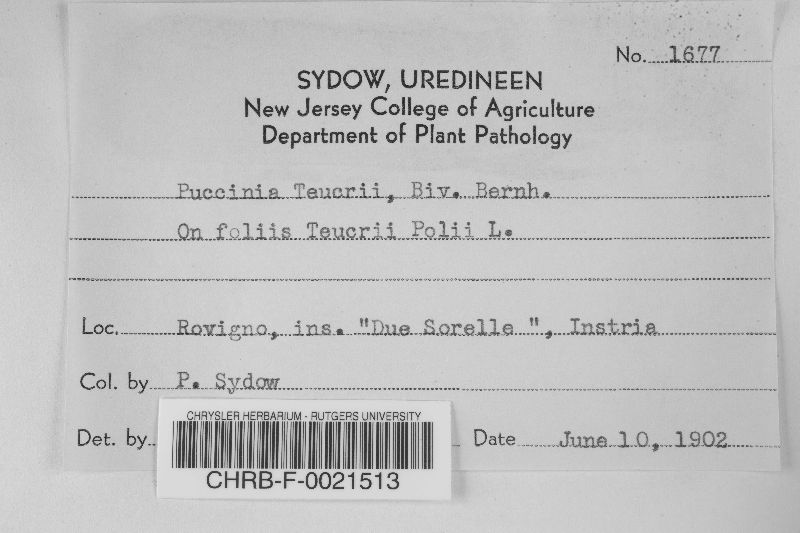 No. 1677
SYDOW, UREDINEEN
New Jersey College of Agriculture
Department of Plant Pathology
Puccinia Teucrii, Biv. Bernh.
On foliis Teucrii Polii L.
Loc. Rovigno, ins. "Due Sorelle ", Instria
Col. by P. Sydow
Det. by Date June 10, 1902
CHRYSLER HERBARIUM - RUTGERS UNIVERSITY
CHRB-F-0021513